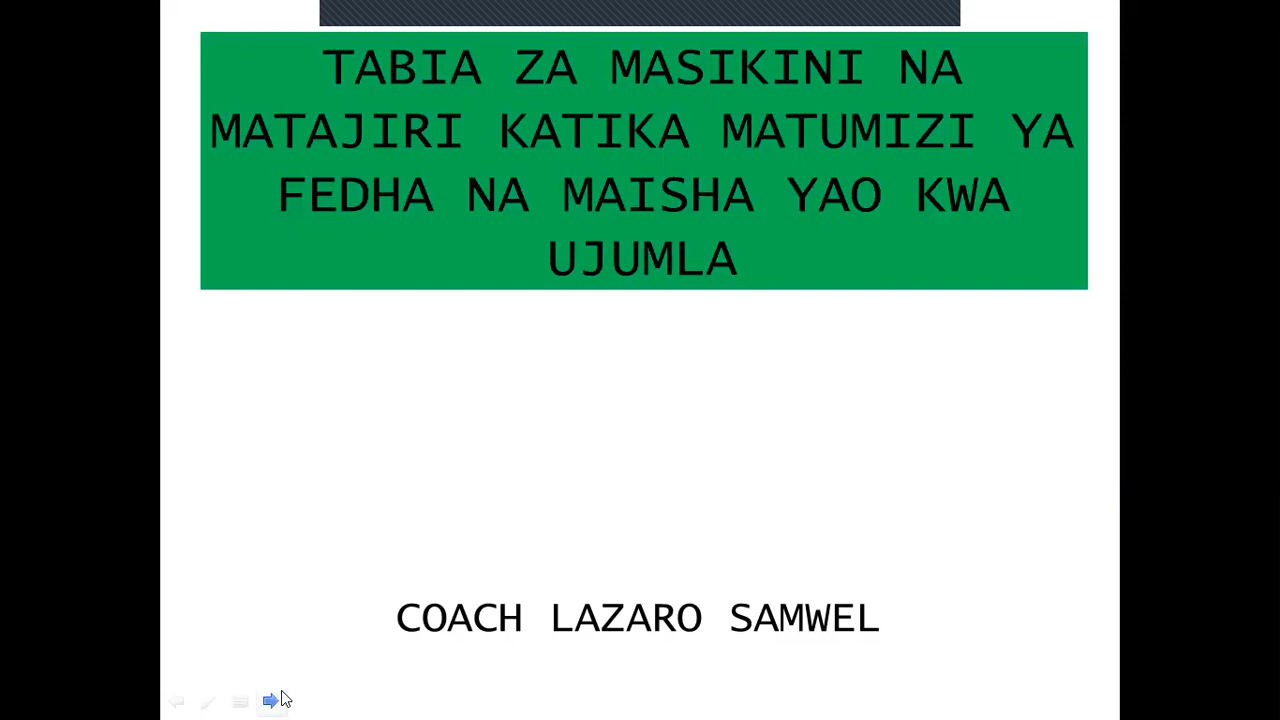 TABIA ZA MASIKINI NA
MATAJIRI KATIKA MATUMIZI YA
FEDHA NA MAISHA YAO KWA
UJUMLA
COACH LAZARO SAMWEL